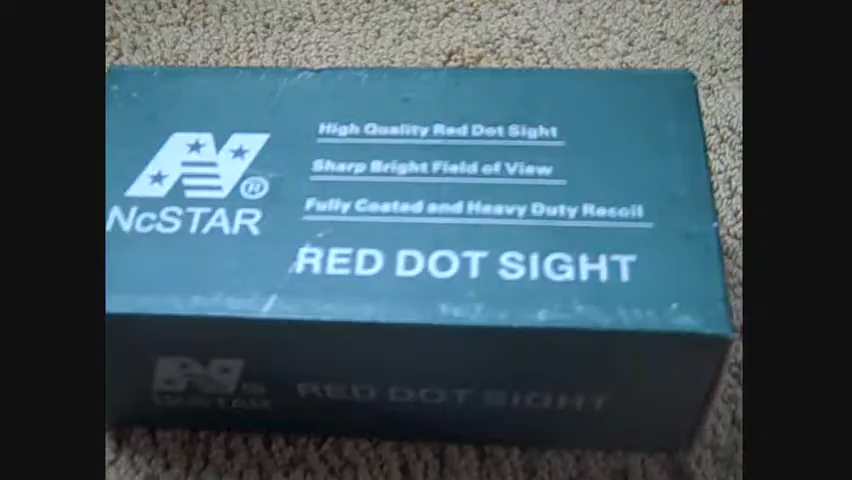 High Quality Red Dot Sight
Sharp Bright Field of View
Fully Coated and Heavy Duty Recoil
NcSTAR®
RED DOT SIGHT
NcSTAR
RED DOT SIGHT